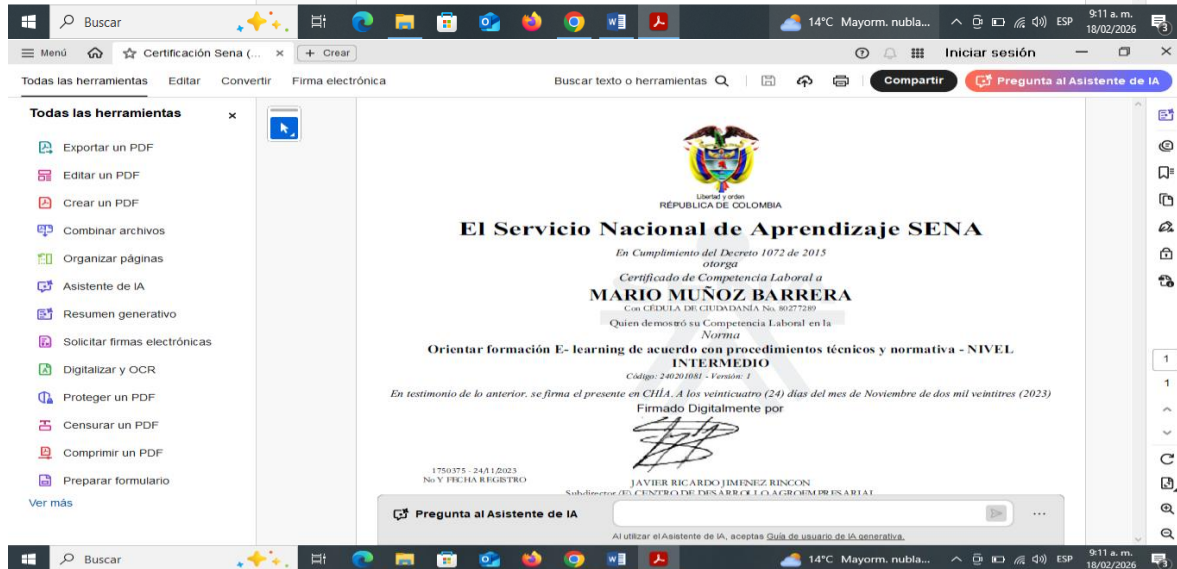 Buscar
14°C Mayorm. nubla...
ESP
9:11 a. m.
18/02/2026
3
Menú
Certificación Sena (...
× + Crear
Iniciar sesión
Todas las herramientas Editar Convertir Firma electrónica
Buscar texto o herramientas
Compartir
Pregunta al Asistente de IA
Todas las herramientas
Exportar un PDF
Editar un PDF
Crear un PDF
Combinar archivos
Organizar páginas
Asistente de IA
Resumen generativo
Solicitar firmas electrónicas
Digitalizar y OCR
Proteger un PDF
Censurar un PDF
Comprimir un PDF
Preparar formulario
Ver más
Libertad y orden
RÉPUBLICA DE COLOMBIA
El Servicio Nacional de Aprendizaje SENA
En Cumplimiento del Decreto 1072 de 2015
otorga
Certificado de Competencia Laboral a
MARIO MUÑOZ BARRERA
Con CÉDULA DE CIUDADANÍA No. 80277289
Quien demostró su Competencia Laboral en la
Norma
Orientar formación E- learning de acuerdo con procedimientos técnicos y normativa - NIVEL
INTERMEDIO
Código: 240201081 - Versión: 1
En testimonio de lo anterior, se firma el presente en CHÍA. A los veinticuatro (24) días del mes de Noviembre de dos mil veintitres (2023)
Firmado Digitalmente por
JAVIER RICARDO JIMENEZ RINCON
Subdirector (E) CENTRO DE DESARROLLO AGROEMPRESARIAL
1750375 - 24/11/2023
No Y FECHA REGISTRO
Pregunta al Asistente de IA
Al utilizar el Asistente de IA, aceptas Guía de usuario de IA generativa.
1
1
Buscar
14°C Mayorm. nubla...
ESP
9:11 a. m.
18/02/2026
3